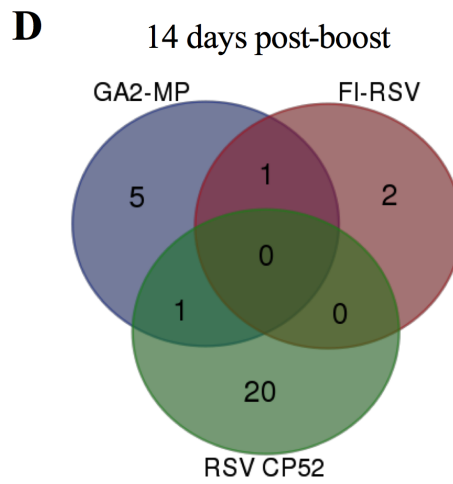 D
14 days post-boost
GA2-MP
FI-RSV
5
1
2
0
1
0
20
RSV CP52